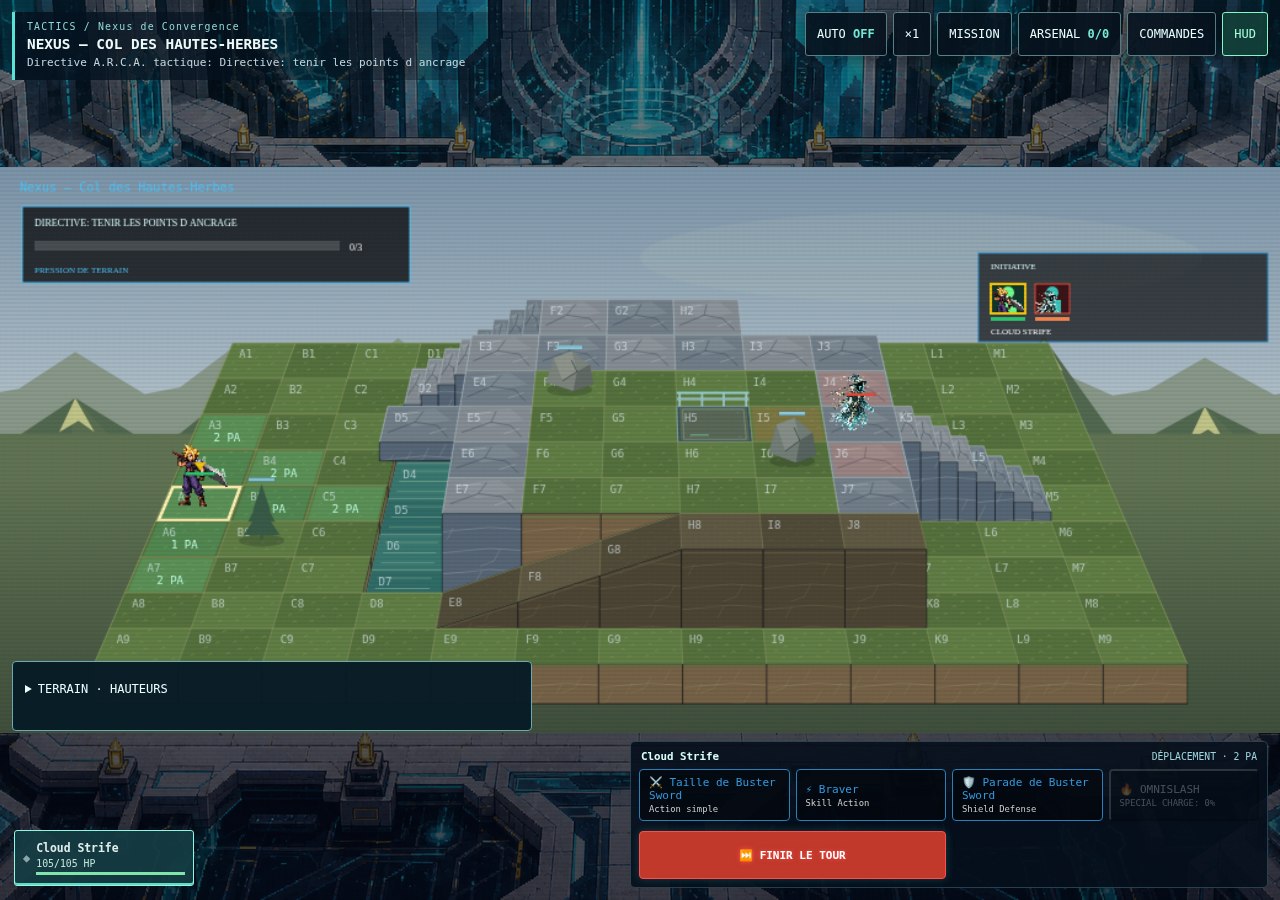 TACTICS / Nexus de Convergence
NEXUS — COL DES HAUTES-HERBES
Directive A.R.C.A. tactique: Directive: tenir les points d ancrage
AUTO OFF
×1
MISSION
ARSENAL 0/0
COMMANDES
HUD
Nexus — Col des Hautes-Herbes
DIRECTIVE: TENIR LES POINTS D ANCRAGE
0/3
PRESSION DE TERRAIN
INITIATIVE
CLOUD STRIFE
F2 G2 H2
E3 F3 G3 H3 I3 J3
A1 B1 C1 D1 L1 M1
A2 B2 C2 D2 E4 G4 H4 I4 J4 L2 M2
A3 B3 C3 D5 E5 F5 G5 H5 I5 K5 L3 M3
2 PA
B4 C4 D4 E6 F6 G6 H6 J6 L5 M4
2 PA
C5 D5 E7 F7 G7 H7 I7 J7 M5
PA 2 PA
A6 C6 D6 G8 H8 I8 J8 L6 M6
1 PA
A7 B7 C7 D7 F8 L7 M7
2 PA
A8 B8 C8 D8 E8 K8 L8 M8
A9 B9 C9 D9 E9 F9 G9 H9 I9 J9 K9 L9 M9
▶ TERRAIN · HAUTEURS
Cloud Strife
DÉPLACEMENT · 2 PA
⚔️ Taille de Buster Sword
Action simple
⚡ Braver
Skill Action
🛡️ Parade de Buster Sword
Shield Defense
🔥 OMNISLASH
SPECIAL CHARGE: 0%
⏩ FINIR LE TOUR
Cloud Strife
105/105 HP